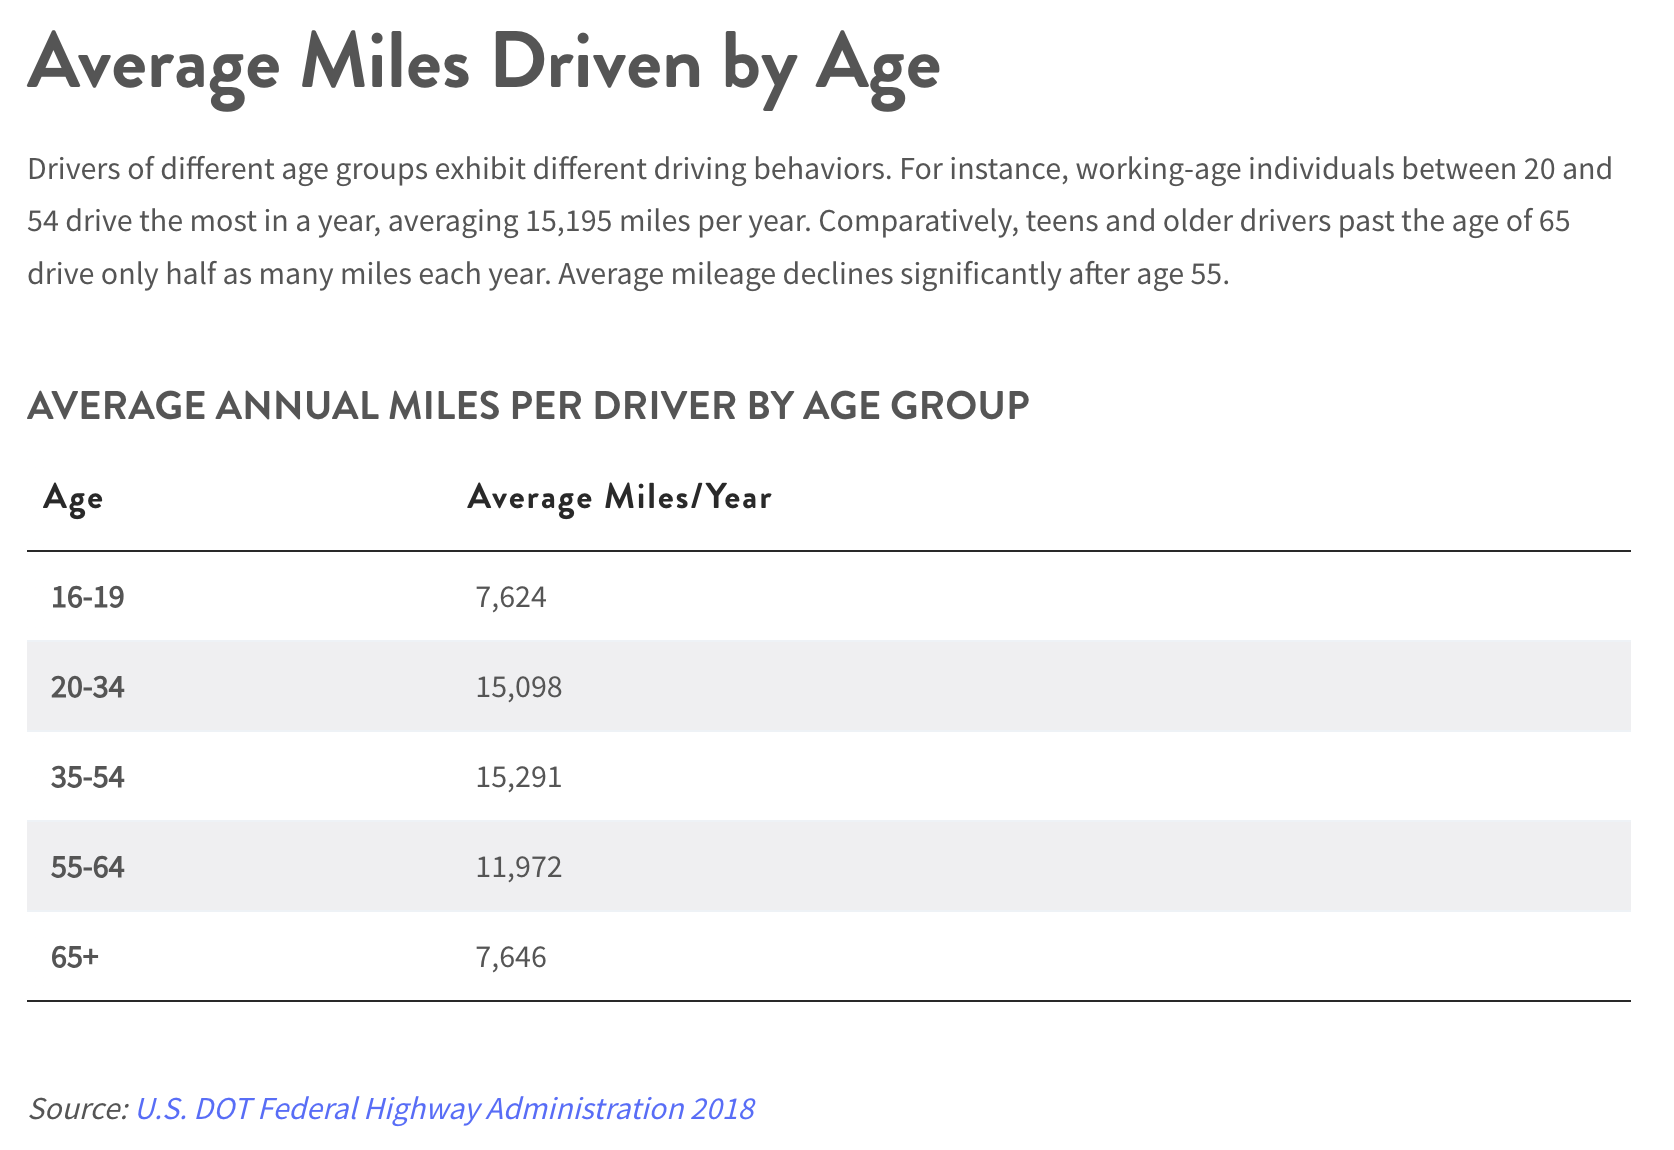 Average Miles Driven by Age
Drivers of different age groups exhibit different driving behaviors. For instance, working-age individuals between 20 and
54 drive the most in a year, averaging 15,195 miles per year. Comparatively, teens and older drivers past the age of 65
drive only half as many miles each year. Average mileage declines significantly after age 55.
AVERAGE ANNUAL MILES PER DRIVER BY AGE GROUP
Age Average Miles/Year
16-19 7,624
20-34 15,098
35-54 15,291
55-64 11,972
65+ 7,646
Source: U.S. DOT Federal Highway Administration 2018